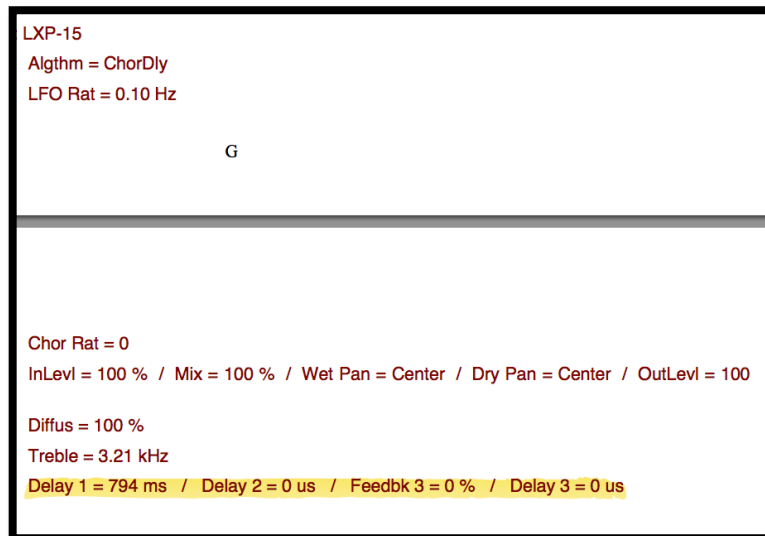 LXP-15
Algthm = ChorDly
LFO Rat = 0.10 Hz
G
Chor Rat = 0
InLevl = 100 % / Mix = 100 % / Wet Pan = Center / Dry Pan = Center / OutLevl = 100
Diffus = 100 %
Treble = 3.21 kHz
Delay 1 = 794 ms / Delay 2 = 0 us / Feedbk 3 = 0 % / Delay 3 = 0 us